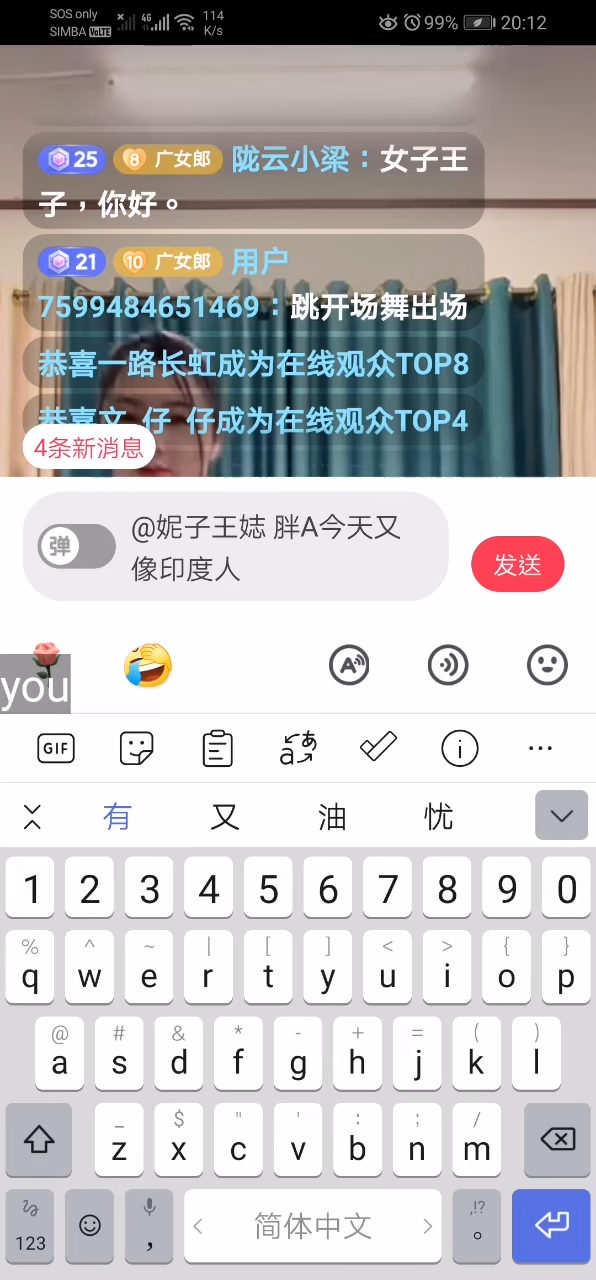 SOS only
SIMBA VoLTE
4G
114
K/s
99%
20:12
25 8 广女郎 陇云小梁：女子王
子，你好。
21 10 广女郎 用户
7599484651469：跳开场舞出场
恭喜一路长虹成为在线观众TOP8
恭喜文 仔 仔成为在线观众TOP4
4条新消息
弹
@妮子王娡 胖A今天又
像印度人
发送
you
A
GIF
aあ
i
...
有 又 油 忧
1 2 3 4 5 6 7 8 9 0
% ^ ~ | [ ] < > { }
q w e r t y u i o p
@ # & * - + = ( )
a s d f g h j k l
_ $ " ' : ; /
z x c v b n m
,!?
123 , < 简体中文 > 。